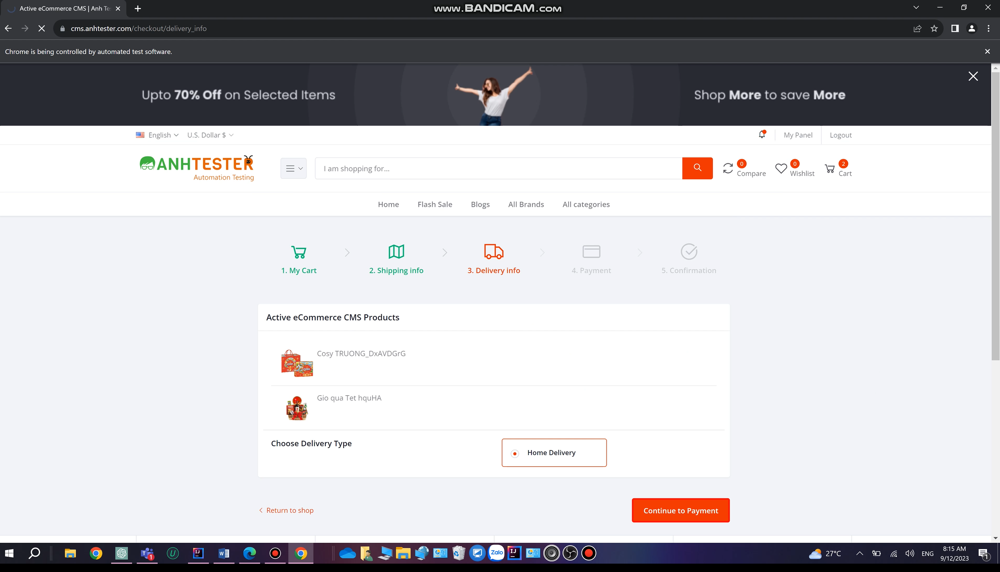 Active eCommerce CMS | Anh Te
www.BANDICAM.com
cms.anhtester.com/checkout/delivery_info
Chrome is being controlled by automated test software.
Upto 70% Off on Selected Items
Shop More to save More
English
U.S. Dollar $
My Panel
Logout
ANHTESTER
Automation Testing
I am shopping for...
0
Compare
0
Wishlist
2
Cart
Home
Flash Sale
Blogs
All Brands
All categories
1. My Cart
2. Shipping info
3. Delivery info
4. Payment
5. Confirmation
Active eCommerce CMS Products
Cosy TRUONG_DxAVDGrG
Gio qua Tet hquHA
Choose Delivery Type
Home Delivery
Return to shop
Continue to Payment
Zalo
27°C
ENG
8:15 AM
9/12/2023
1